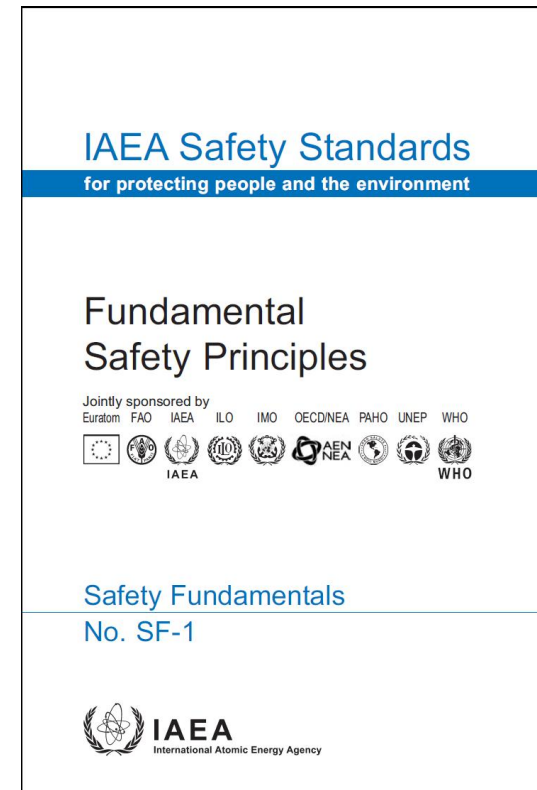 IAEA Safety Standards
for protecting people and the environment
Fundamental
Safety Principles
Jointly sponsored by
Euratom FAO IAEA ILO IMO OECD/NEA PAHO UNEP WHO
FAO ILO AEN
NEA
IAEA WHO
Safety Fundamentals
No. SF-1
IAEA
International Atomic Energy Agency